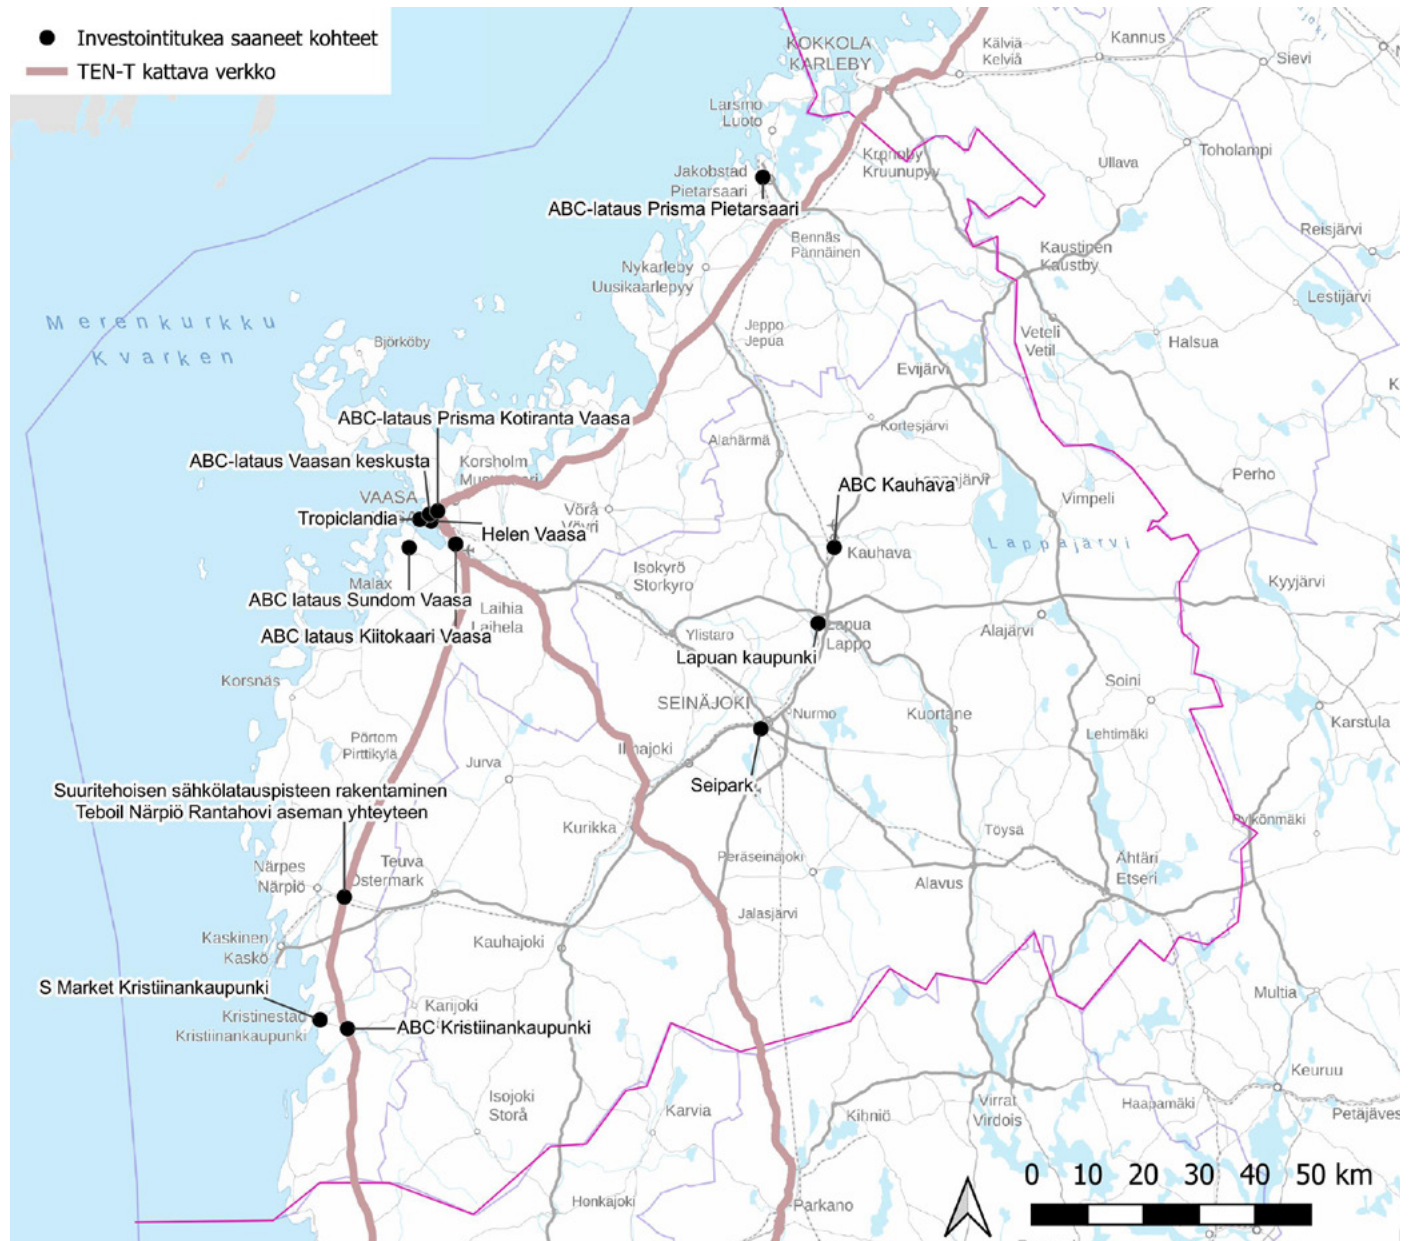 Investointitukea saaneet kohteet
TEN-T kattava verkko
KOKKOLA
KARLEBY
Kälviä
Kelviå
Kannus
Sievi
Larsmo
Luoto
Kronoby
Kruunupyy
Ullava
Toholampi
Jakobstad
Pietarsaari
ABC-lataus Prisma Pietarsaari
Bennäs
Pännäinen
Kaustinen
Kaustby
Reisjärvi
Nykarleby
Uusikaarlepyy
Lestijärvi
Merenkurkku
Kvarken
Björköby
Jeppo
Jepua
Veteli
Vetil
Halsua
Evijärvi
Kortesjärvi
ABC-lataus Prisma Kotiranta Vaasa
Alahärmä
ABC-lataus Vaasan keskusta
Korsholm
Perho
ABC Kauhava
VAASA
Vimpeli
Tropiclandia
Helen Vaasa
Vörå
Vöyri
Lappajärvi
Kauhava
Isokyrö
Storkyro
Malax
Kyyjärvi
ABC lataus Sundom Vaasa
Laihia
Laihela
ABC lataus Kiitokaari Vaasa
Ylistaro
Lapua
Lappo
Alajärvi
Lapuan kaupunki
Korsnäs
Soini
SEINÄJOKI
Nurmo
Kuortane
Karstula
Pörtom
Pirttikylä
Ilmajoki
Lehtimäki
Jurva
Seipark
Suuritehoisen sähkölatauspisteen rakentaminen
Teboil Närpiö Rantahovi aseman yhteyteen
Kurikka
Töysä
Pylkönmäki
Närpes
Närpiö
Teuva
Östermark
Peräseinäjoki
Alavus
Ähtäri
Etseri
Jalasjärvi
Kaskinen
Kaskö
Kauhajoki
S Market Kristiinankaupunki
Multia
Kristinestad
Kristiinankaupunki
Karijoki
ABC Kristiinankaupunki
Keuruu
Isojoki
Storå
Karvia
Kihniö
Virrat
Virdois
Haapamäki
Petäjäves
Honkajoki
Parkano
0 10 20 30 40 50 km